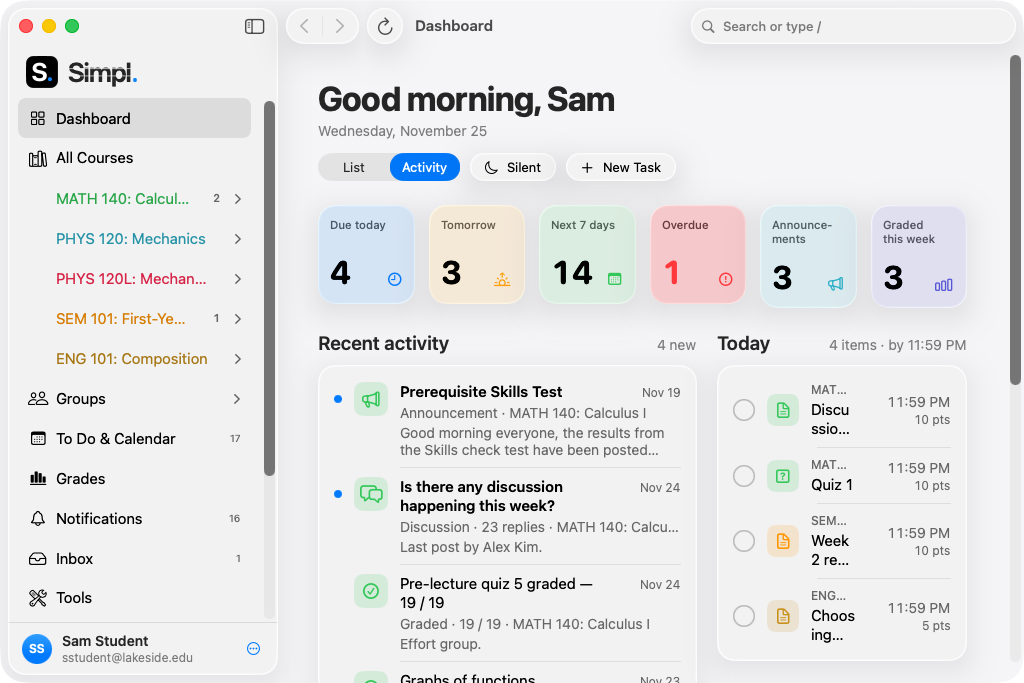 Dashboard
Search or type /
S.
Simpl.
Dashboard
All Courses
MATH 140: Calcul... 2
PHYS 120: Mechanics
PHYS 120L: Mechan...
SEM 101: First-Ye... 1
ENG 101: Composition
Groups
To Do & Calendar 17
Grades
Notifications 16
Inbox 1
Tools
SS
Sam Student
sstudent@lakeside.edu
Good morning, Sam
Wednesday, November 25
List Activity Silent + New Task
Due today
4
Tomorrow
3
Next 7 days
14
Overdue
1
Announce-
ments
3
Graded
this week
3
Recent activity 4 new
Prerequisite Skills Test Nov 19
Announcement · MATH 140: Calculus I
Good morning everyone, the results from
the Skills check test have been posted...
Is there any discussion Nov 24
happening this week?
Discussion · 23 replies · MATH 140: Calcu...
Last post by Alex Kim.
Pre-lecture quiz 5 graded — Nov 24
19 / 19
Graded · 19 / 19 · MATH 140: Calculus I
Effort group.
Graphs of functions Nov 23
Today 4 items · by 11:59 PM
MAT...
Discu
ssio...
11:59 PM
10 pts
MAT...
Quiz 1
11:59 PM
10 pts
SEM...
Week
2 re...
11:59 PM
10 pts
ENG...
Choos
ing...
11:59 PM
5 pts